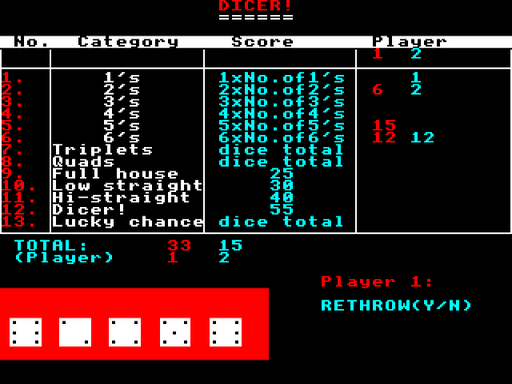 DICER!
======
No. Category Score Player
1 2
1. 1's 1xNo.of1's 1
2. 2's 2xNo.of2's 6 2
3. 3's 3xNo.of3's
4. 4's 4xNo.of4's
5. 5's 5xNo.of5's 15
6. 6's 6xNo.of6's 12 12
7. Triplets dice total
8. Quads dice total
9. Full house 25
10. Low straight 30
11. Hi-straight 40
12. Dicer! 55
13. Lucky chance dice total
TOTAL: 33 15
(Player) 1 2
Player 1:
RETHROW(Y/N)